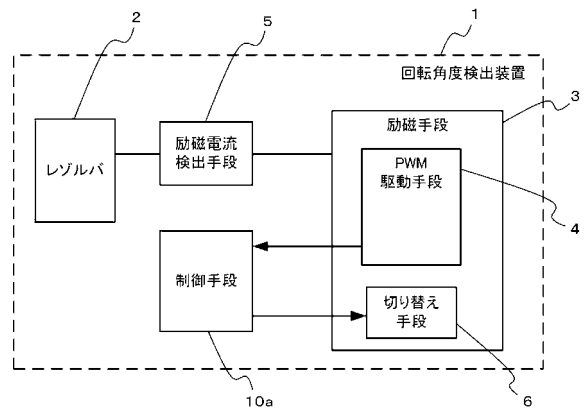 2
5
1
回転角度検出装置
3
レゾルバ
励磁電流
検出手段
励磁手段
PWM
駆動手段
4
制御手段
切り替え
手段
10a
6